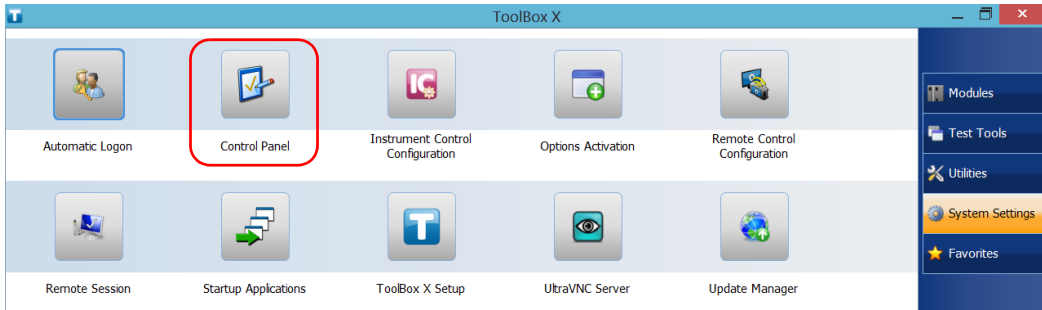 ToolBox X
Automatic Logon
Control Panel
Instrument Control
Configuration
Options Activation
Remote Control
Configuration
Remote Session
Startup Applications
ToolBox X Setup
UltraVNC Server
Update Manager
Modules
Test Tools
Utilities
System Settings
Favorites